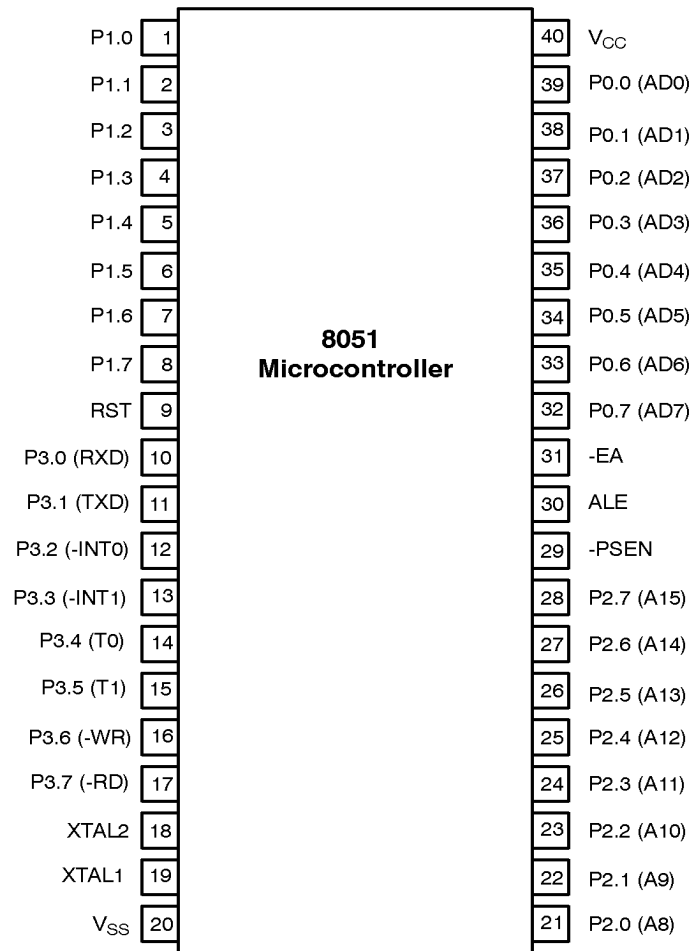 P1.0 1
P1.1 2
P1.2 3
P1.3 4
P1.4 5
P1.5 6
P1.6 7
P1.7 8
RST 9
P3.0 (RXD) 10
P3.1 (TXD) 11
P3.2 (-INT0) 12
P3.3 (-INT1) 13
P3.4 (T0) 14
P3.5 (T1) 15
P3.6 (-WR) 16
P3.7 (-RD) 17
XTAL2 18
XTAL1 19
VSS 20
8051
Microcontroller
40 VCC
39 P0.0 (AD0)
38 P0.1 (AD1)
37 P0.2 (AD2)
36 P0.3 (AD3)
35 P0.4 (AD4)
34 P0.5 (AD5)
33 P0.6 (AD6)
32 P0.7 (AD7)
31 -EA
30 ALE
29 -PSEN
28 P2.7 (A15)
27 P2.6 (A14)
26 P2.5 (A13)
25 P2.4 (A12)
24 P2.3 (A11)
23 P2.2 (A10)
22 P2.1 (A9)
21 P2.0 (A8)